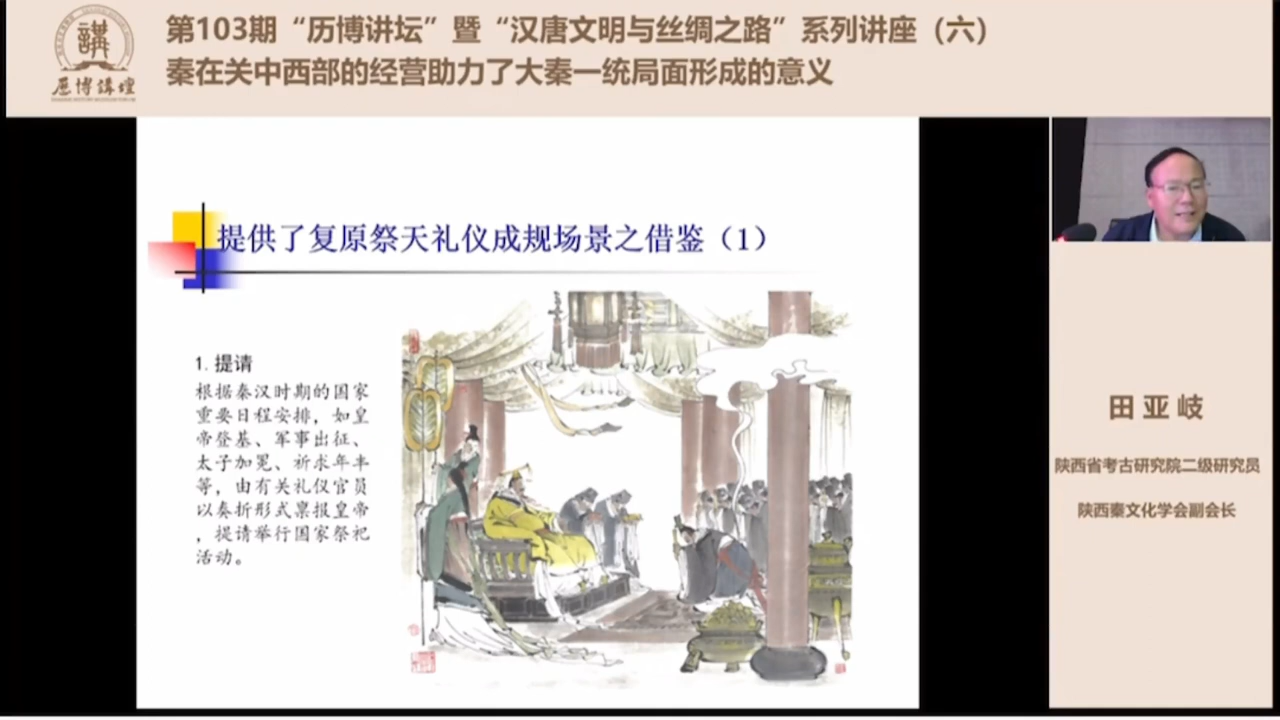 第103期“历博讲坛”暨“汉唐文明与丝绸之路”系列讲座（六）
秦在关中西部的经营助力了大秦一统局面形成的意义
講
歷博講壇
提供了复原祭天礼仪成规场景之借鉴（1）
1. 提请
根据秦汉时期的国家
重要日程安排，如皇
帝登基、军事出征、
太子加冕、祈求年丰
等，由有关礼仪官员
以奏折形式禀报皇帝
，提请举行国家祭祀
活动。
田亚岐
陕西省考古研究院二级研究员
陕西秦文化学会副会长